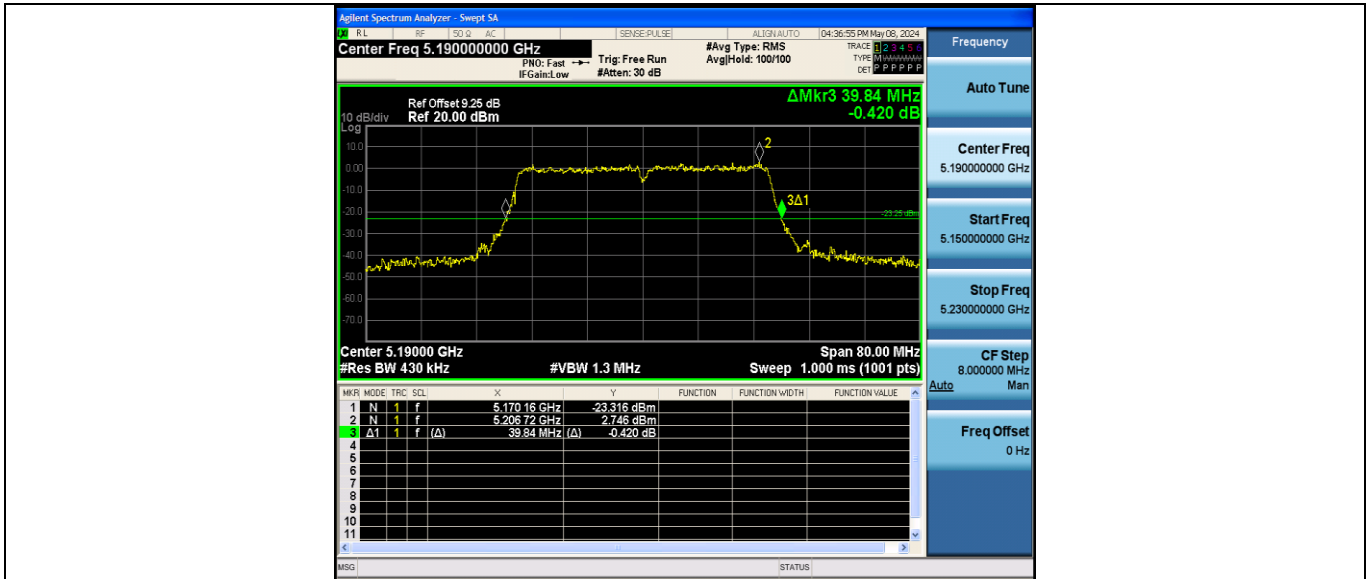 Agilent Spectrum Analyzer - Swept SA
LXI RL RF 50 Ω AC SENSE:PULSE ALIGN AUTO 04:36:55 PM May 08, 2024
Center Freq 5.190000000 GHz #Avg Type: RMS TRACE 1 2 3 4 5 6
PNO: Fast Trig: Free Run Avg|Hold: 100/100 TYPE M WWWWW
IFGain:Low #Atten: 30 dB DET P P P P P P
ΔMkr3 39.84 MHz
-0.420 dB
Ref Offset 9.25 dB
10 dB/div Ref 20.00 dBm
Log
10.0
0.00
-10.0
-20.0
-30.0
-40.0
-50.0
-60.0
-70.0
2
3Δ1
-23.25 dBm
Center 5.19000 GHz Span 80.00 MHz
#Res BW 430 kHz #VBW 1.3 MHz Sweep 1.000 ms (1001 pts)
MKR MODE TRC SCL X Y FUNCTION FUNCTION WIDTH FUNCTION VALUE
1 N 1 f 5.170 16 GHz -23.316 dBm
2 N 1 f 5.206 72 GHz 2.746 dBm
3 Δ1 1 f (Δ) 39.84 MHz (Δ) -0.420 dB
4
5
6
7
8
9
10
11
MSG STATUS
Frequency
Auto Tune
Center Freq
5.190000000 GHz
Start Freq
5.150000000 GHz
Stop Freq
5.230000000 GHz
CF Step
8.000000 MHz
Auto Man
Freq Offset
0 Hz